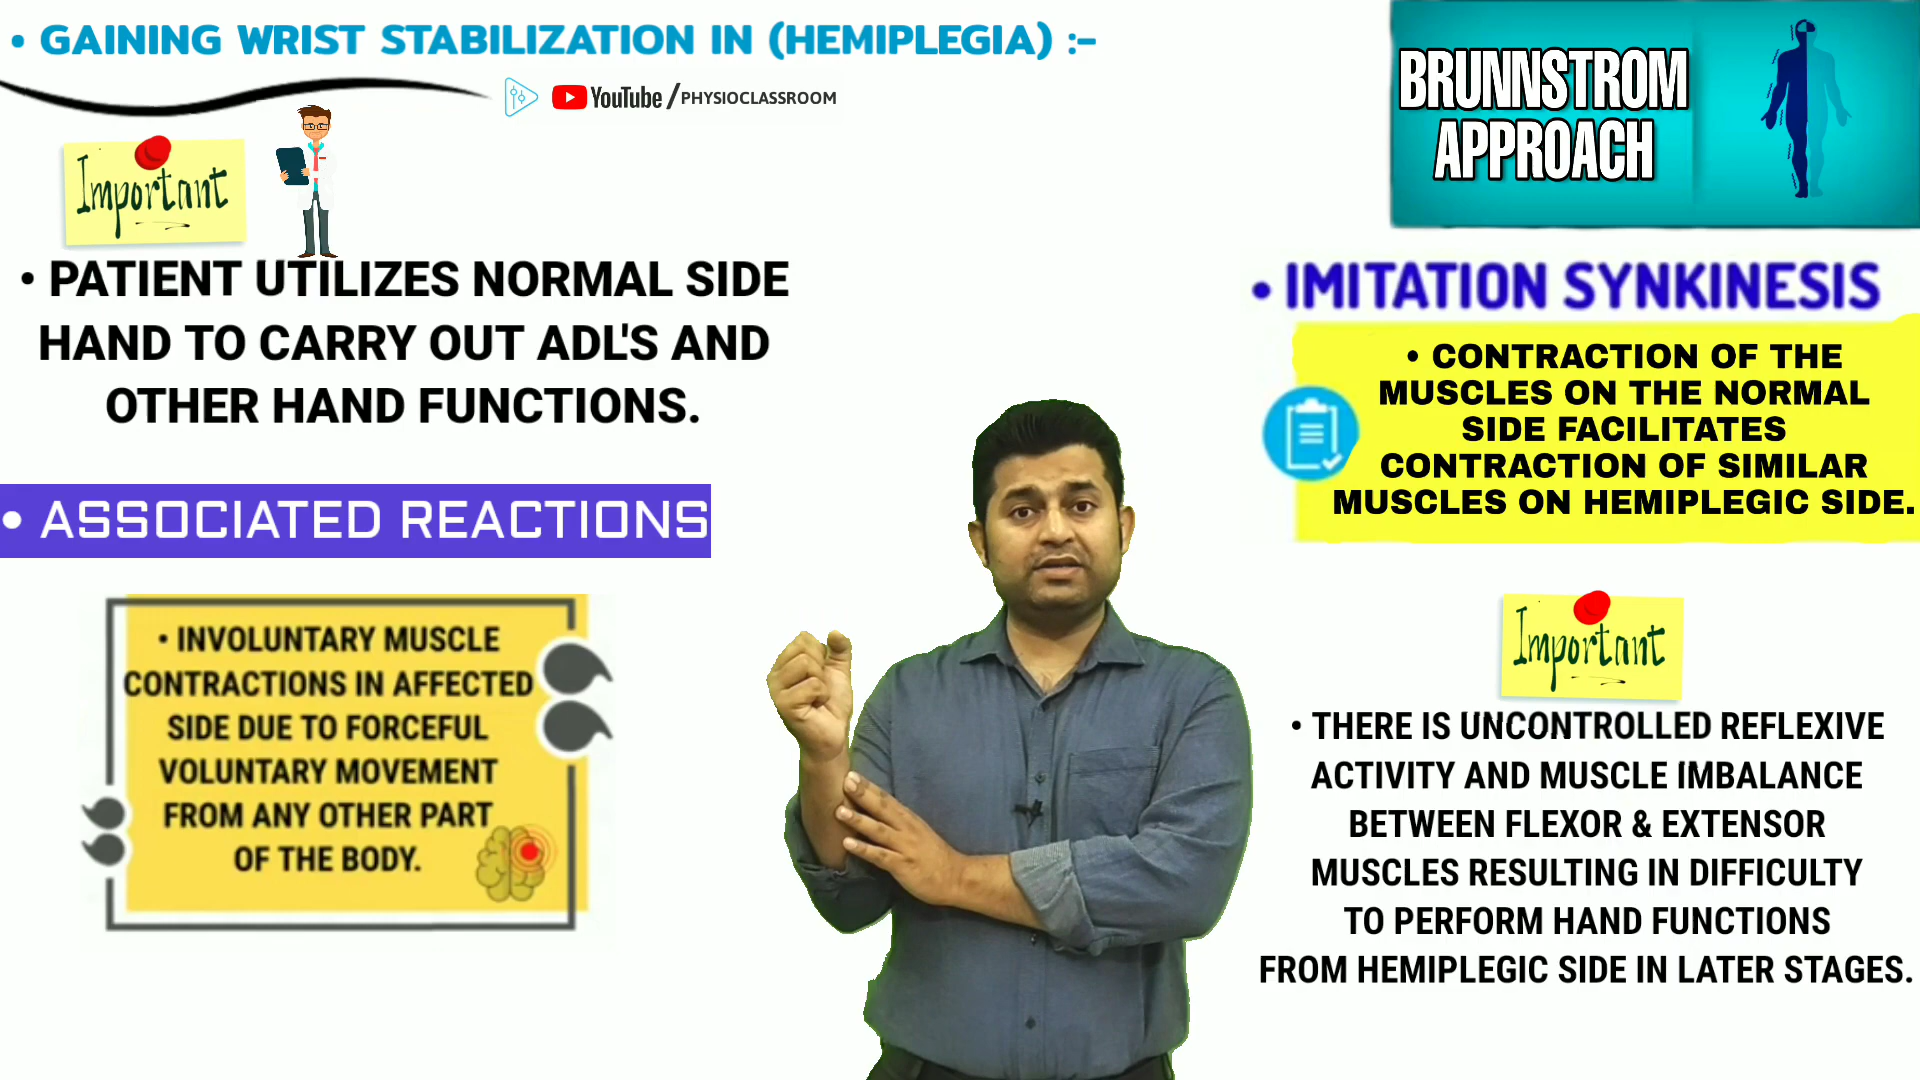 • GAINING WRIST STABILIZATION IN (HEMIPLEGIA) :-
YouTube /PHYSIOCLASSROOM
BRUNNSTROM
APPROACH
Important
• PATIENT UTILIZES NORMAL SIDE
HAND TO CARRY OUT ADL'S AND
OTHER HAND FUNCTIONS.
• ASSOCIATED REACTIONS
• INVOLUNTARY MUSCLE
CONTRACTIONS IN AFFECTED
SIDE DUE TO FORCEFUL
VOLUNTARY MOVEMENT
FROM ANY OTHER PART
OF THE BODY.
• IMITATION SYNKINESIS
• CONTRACTION OF THE
MUSCLES ON THE NORMAL
SIDE FACILITATES
CONTRACTION OF SIMILAR
MUSCLES ON HEMIPLEGIC SIDE.
Important
• THERE IS UNCONTROLLED REFLEXIVE
ACTIVITY AND MUSCLE IMBALANCE
BETWEEN FLEXOR & EXTENSOR
MUSCLES RESULTING IN DIFFICULTY
TO PERFORM HAND FUNCTIONS
FROM HEMIPLEGIC SIDE IN LATER STAGES.